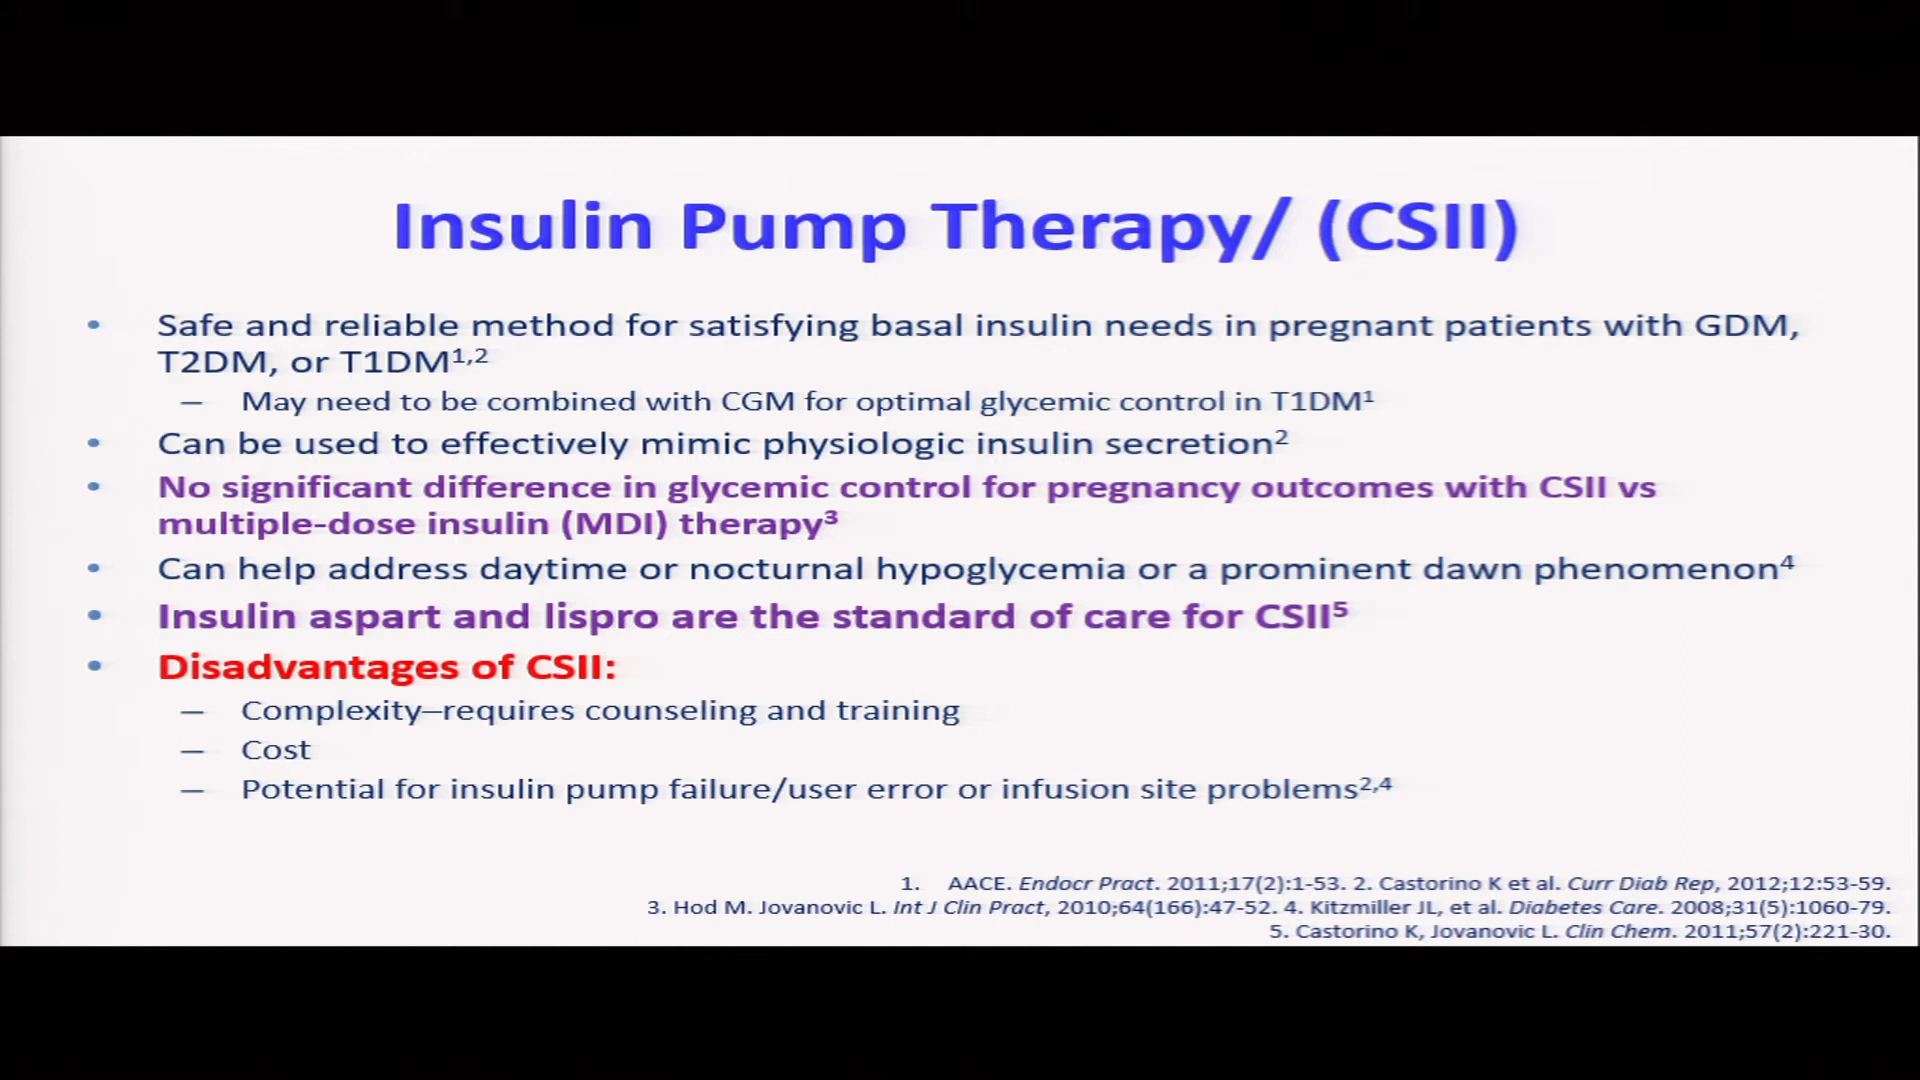 Insulin Pump Therapy/ (CSII)
• Safe and reliable method for satisfying basal insulin needs in pregnant patients with GDM,
T2DM, or T1DM1,2
– May need to be combined with CGM for optimal glycemic control in T1DM1
• Can be used to effectively mimic physiologic insulin secretion2
• No significant difference in glycemic control for pregnancy outcomes with CSII vs
multiple-dose insulin (MDI) therapy3
• Can help address daytime or nocturnal hypoglycemia or a prominent dawn phenomenon4
• Insulin aspart and lispro are the standard of care for CSII5
• Disadvantages of CSII:
– Complexity–requires counseling and training
– Cost
– Potential for insulin pump failure/user error or infusion site problems2,4
1. AACE. Endocr Pract. 2011;17(2):1-53. 2. Castorino K et al. Curr Diab Rep, 2012;12:53-59.
3. Hod M. Jovanovic L. Int J Clin Pract, 2010;64(166):47-52. 4. Kitzmiller JL, et al. Diabetes Care. 2008;31(5):1060-79.
5. Castorino K, Jovanovic L. Clin Chem. 2011;57(2):221-30.